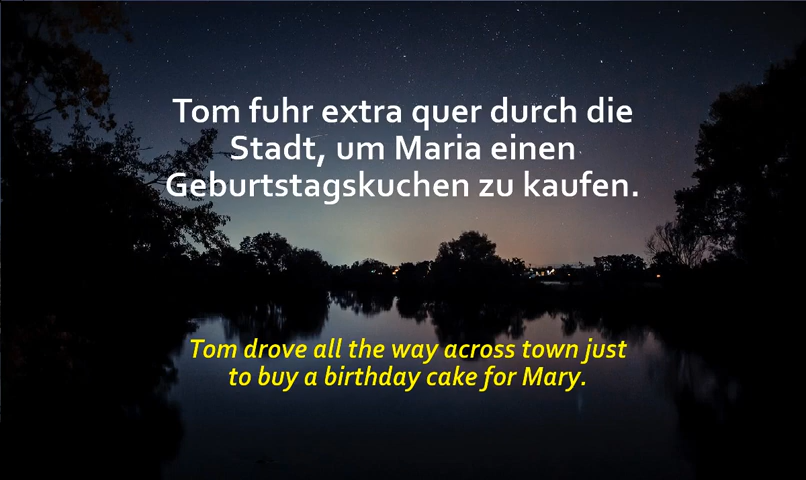 Tom fuhr extra quer durch die
Stadt, um Maria einen
Geburtstagskuchen zu kaufen.
Tom drove all the way across town just
to buy a birthday cake for Mary.